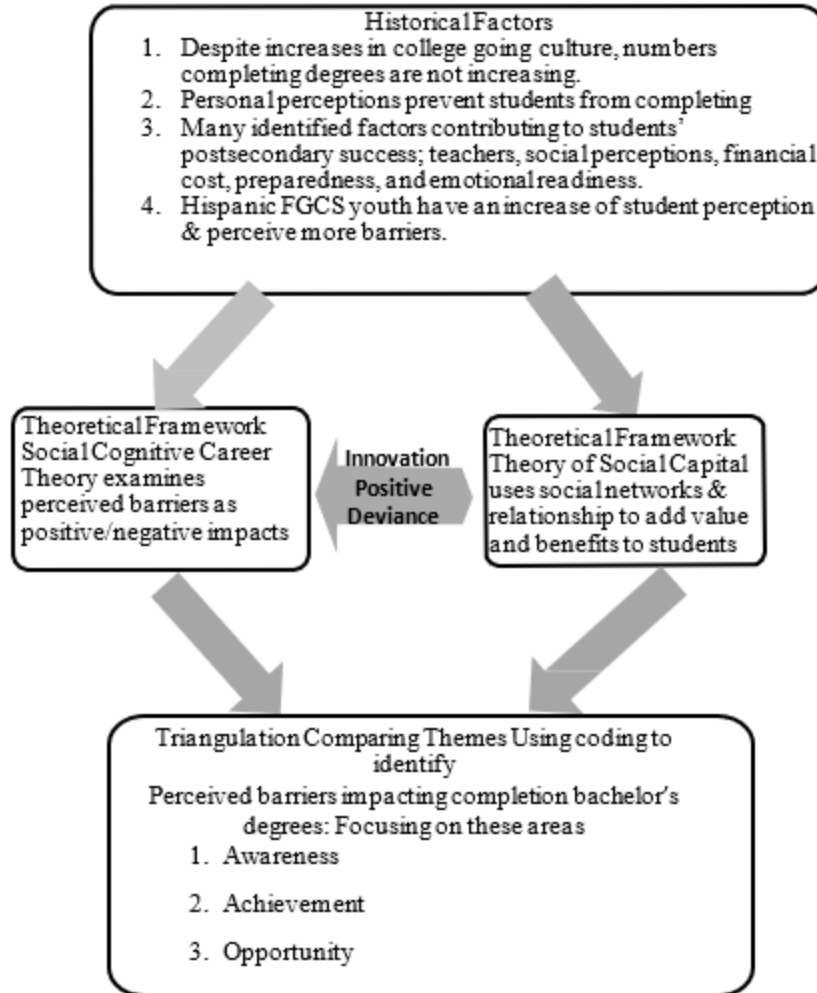 Historical Factors
1. Despite increases in college going culture, numbers
completing degrees are not increasing.
2. Personal perceptions prevent students from completing
3. Many identified factors contributing to students'
postsecondary success; teachers, social perceptions, financial
cost, preparedness, and emotional readiness.
4. Hispanic FGCS youth have an increase of student perception
& perceive more barriers.
Theoretical Framework
Social Cognitive Career
Theory examines
perceived barriers as
positive/negative impacts
Innovation
Positive
Deviance
Theoretical Framework
Theory of Social Capital
uses social networks &
relationship to add value
and benefits to students
Triangulation Comparing Themes Using coding to
identify
Perceived barriers impacting completion bachelor's
degrees: Focusing on these areas
1. Awareness
2. Achievement
3. Opportunity